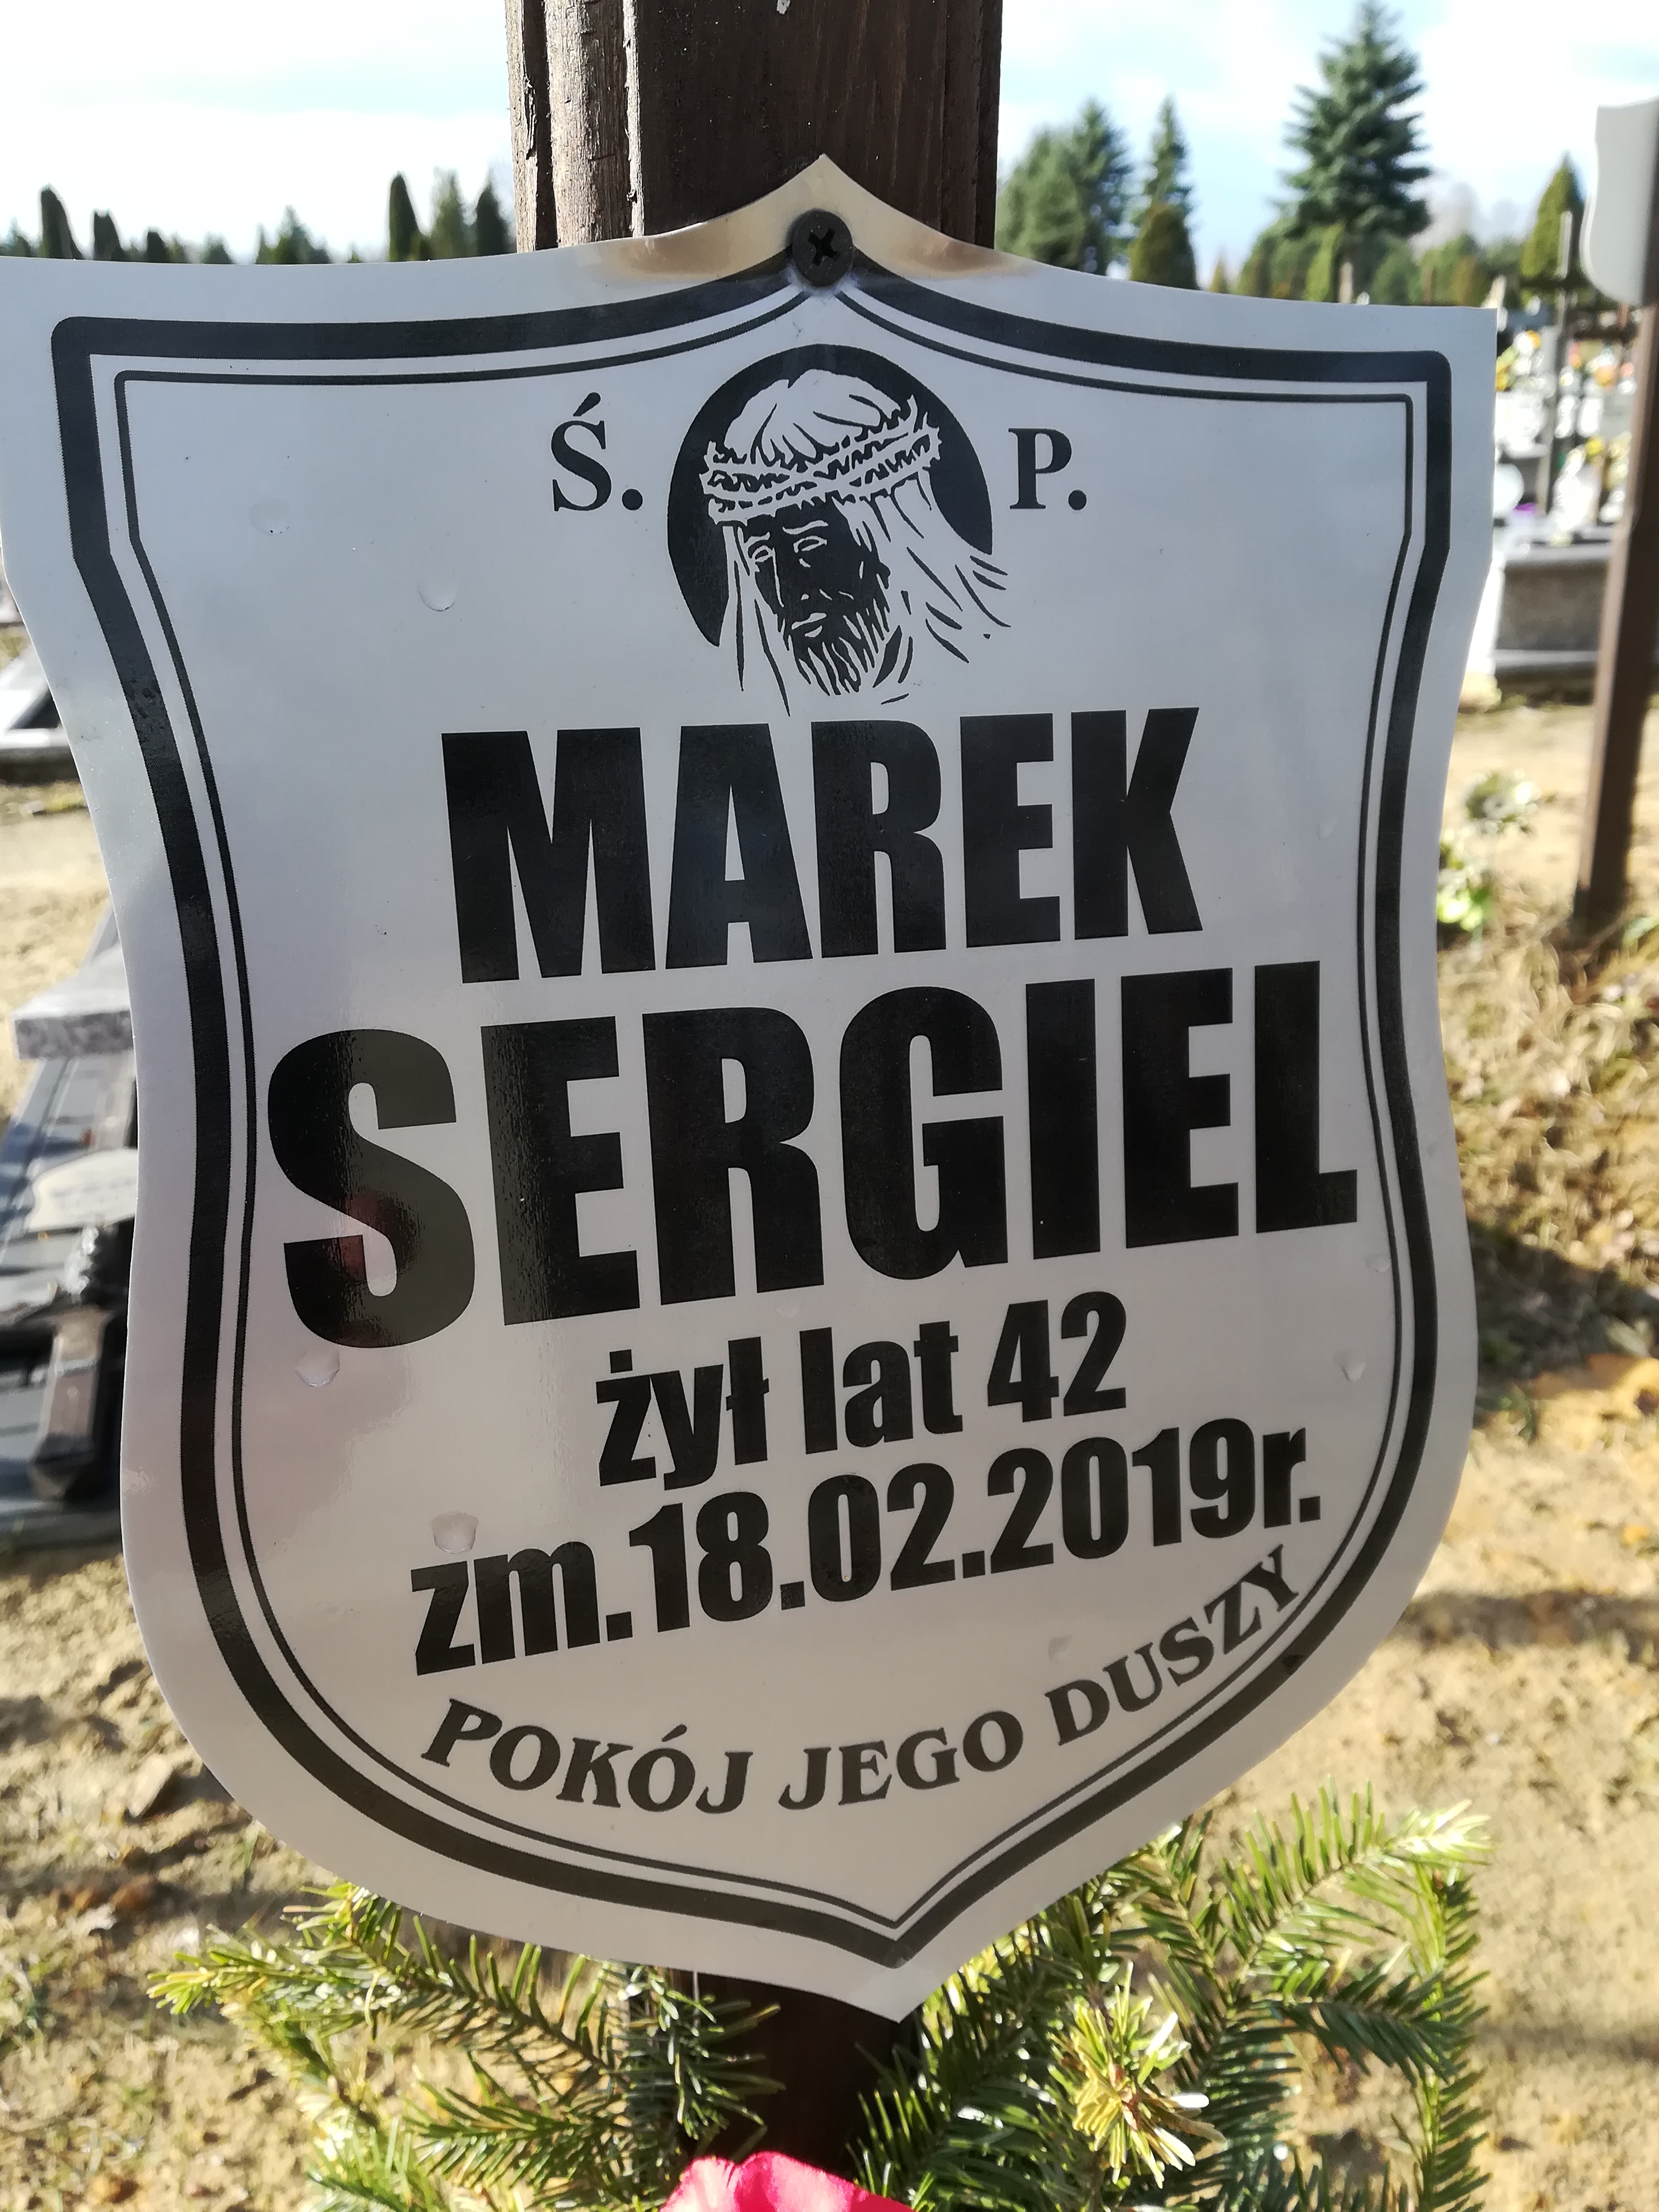 Ś. P.
MAREK
SERGIEL
żył lat 42
zm.18.02.2019r.
POKÓJ JEGO DUSZY